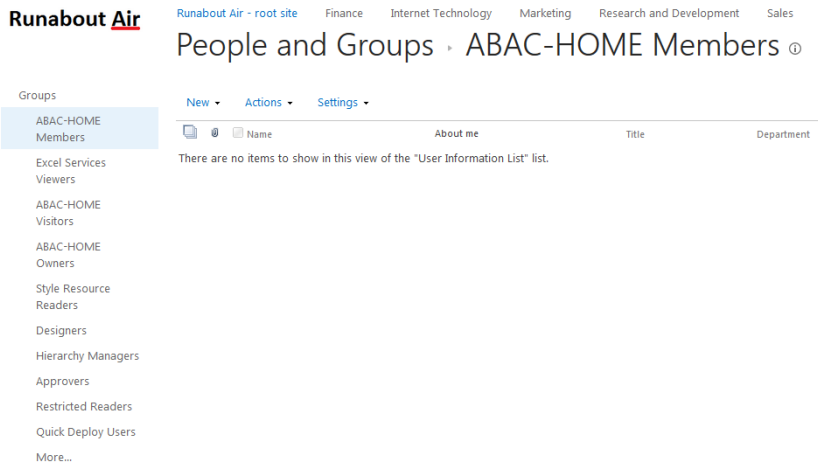 Runabout Air
Runabout Air - root site Finance Internet Technology Marketing Research and Development Sales
People and Groups ▸ ABAC-HOME Members
Groups
ABAC-HOME
Members
Excel Services
Viewers
ABAC-HOME
Visitors
ABAC-HOME
Owners
Style Resource
Readers
Designers
Hierarchy Managers
Approvers
Restricted Readers
Quick Deploy Users
More...
New Actions Settings
Name About me Title Department
There are no items to show in this view of the "User Information List" list.